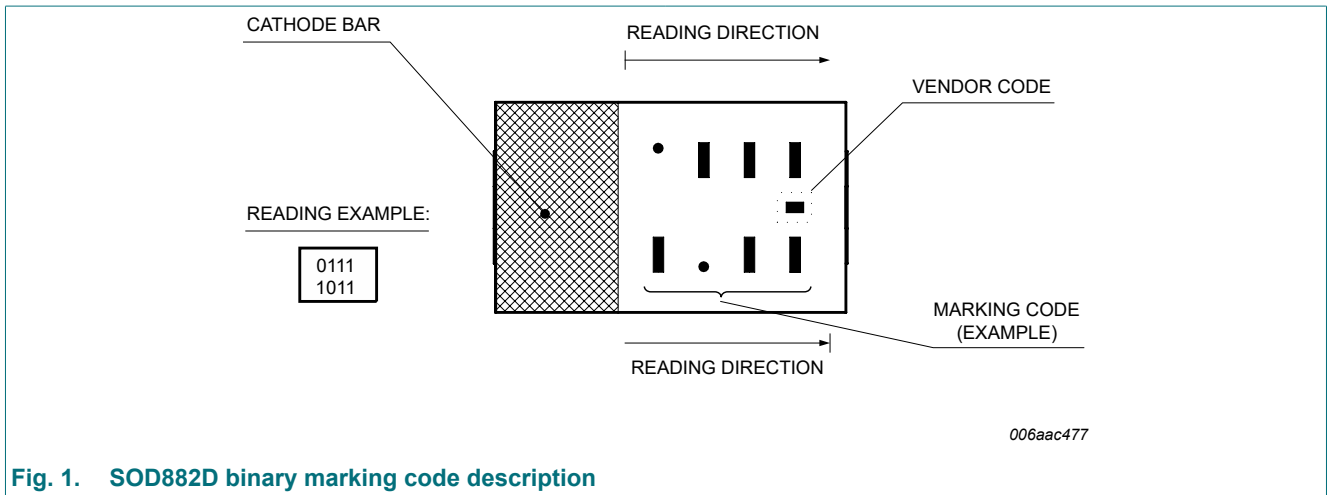 CATHODE BAR
READING DIRECTION
VENDOR CODE
READING EXAMPLE:
0111
1011
MARKING CODE
(EXAMPLE)
READING DIRECTION
006aac477
Fig. 1. SOD882D binary marking code description